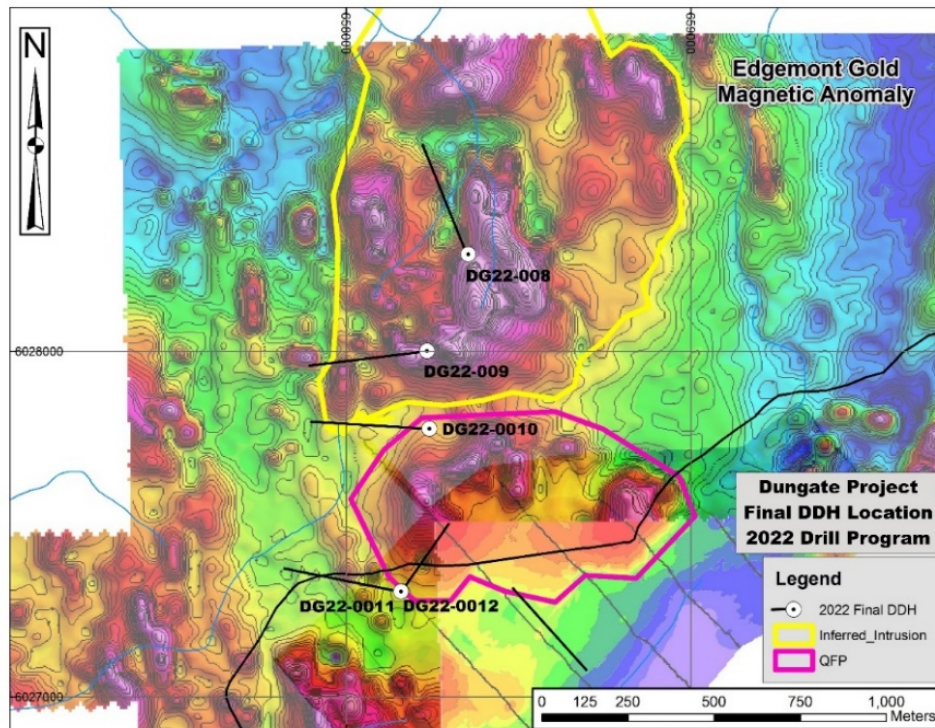 N
Edgemont Gold
Magnetic Anomaly
DG22-008
6028000
DG22-009
DG22-0010
Dungate Project
Final DDH Location
2022 Drill Program
Legend
2022 Final DDH
Inferred_Intrusion
QFP
DG22-0011 DG22-0012
6027000
0 125 250 500 750 1,000
Meters